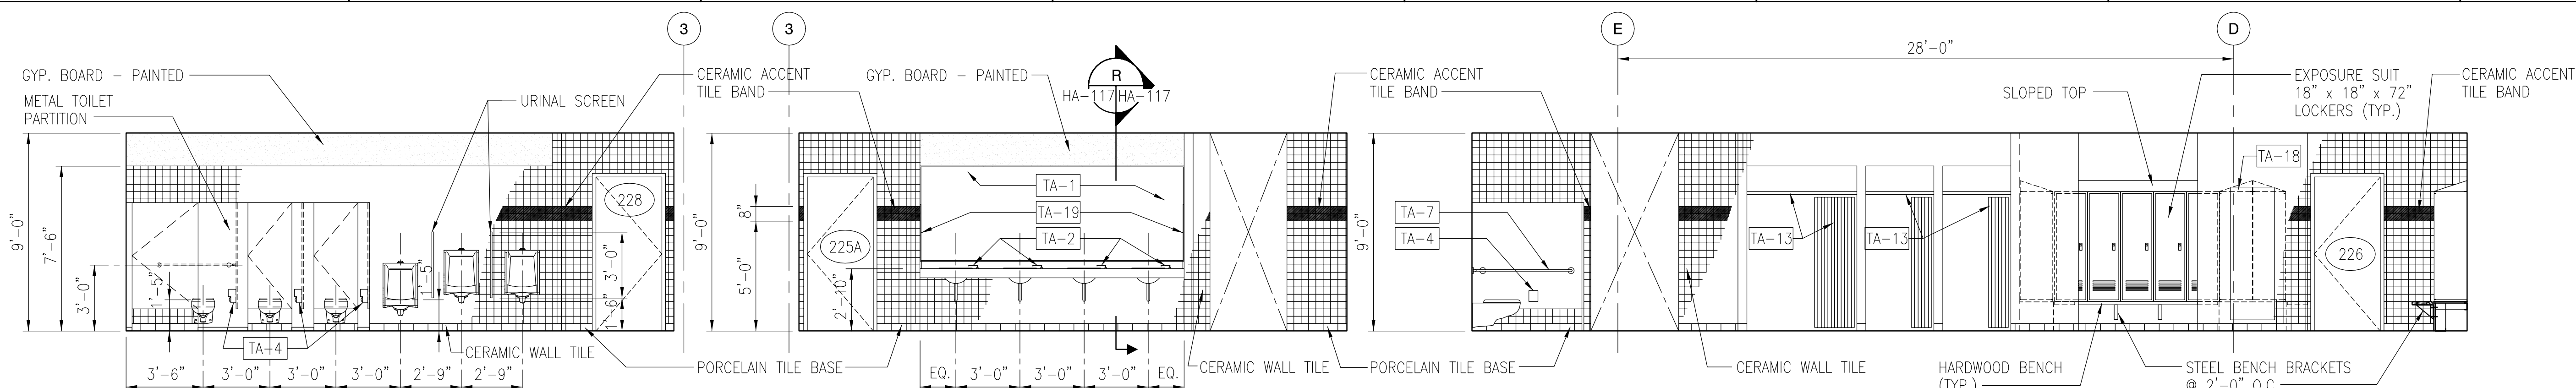 3
3
E
D
28'-0"
R
HA-117
HA-117
GYP. BOARD - PAINTED
METAL TOILET
PARTITION
URINAL SCREEN
CERAMIC ACCENT
TILE BAND
GYP. BOARD - PAINTED
CERAMIC ACCENT
TILE BAND
SLOPED TOP
EXPOSURE SUIT
18" x 18" x 72"
LOCKERS (TYP.)
CERAMIC ACCENT
TILE BAND
9'-0"
7'-6"
3'-0"
1'-5"
TA-4
1'-5"
3'-0"
1'-6"
228
9'-0"
8"
5'-0"
225A
2'-10"
TA-1
TA-19
TA-2
9'-0"
TA-7
TA-4
TA-13
TA-13
TA-18
226
CERAMIC WALL TILE
PORCELAIN TILE BASE
CERAMIC WALL TILE
PORCELAIN TILE BASE
CERAMIC WALL TILE
HARDWOOD BENCH
(TYP.)
STEEL BENCH BRACKETS
@ 2'-0" O.C.
3'-6"
3'-0"
3'-0"
3'-0"
2'-9"
2'-9"
EQ.
3'-0"
3'-0"
3'-0"
EQ.